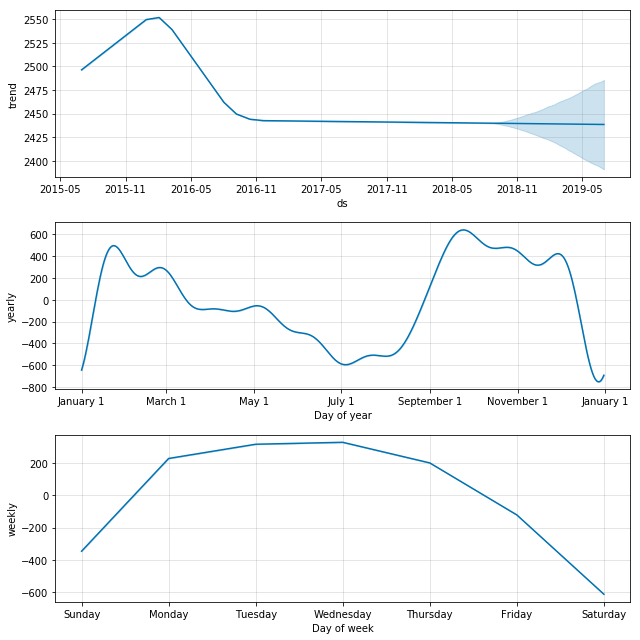 2550
2525
2500
2475
2450
2425
2400
trend
2015-05 2015-11 2016-05 2016-11 2017-05 2017-11 2018-05 2018-11 2019-05
ds
600
400
200
0
−200
−400
−600
−800
yearly
January 1 March 1 May 1 July 1 September 1 November 1 January 1
Day of year
200
0
−200
−400
−600
weekly
Sunday Monday Tuesday Wednesday Thursday Friday Saturday
Day of week